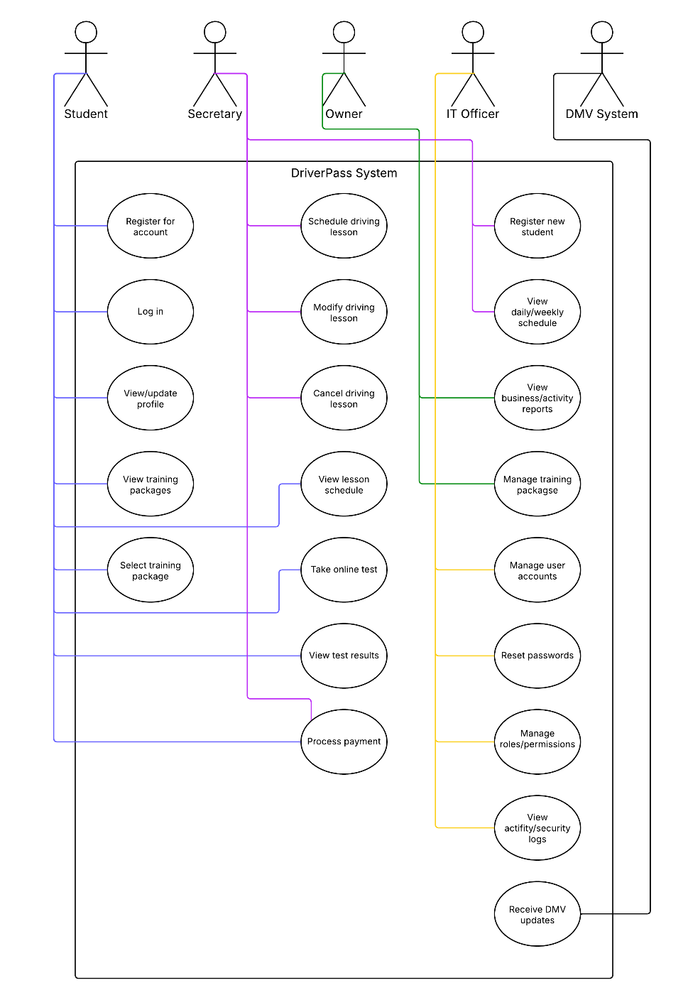 Student
Secretary
Owner
IT Officer
DMV System
DriverPass System
Register for
account
Schedule driving
lesson
Register new
student
Log in
Modify driving
lesson
View
daily/weekly
schedule
View/update
profile
Cancel driving
lesson
View
business/activity
reports
View training
packages
View lesson
schedule
Manage training
packagse
Select training
package
Take online test
Manage user
accounts
View test results
Reset passwords
Process payment
Manage
roles/permissions
View
actifity/security
logs
Receive DMV
updates